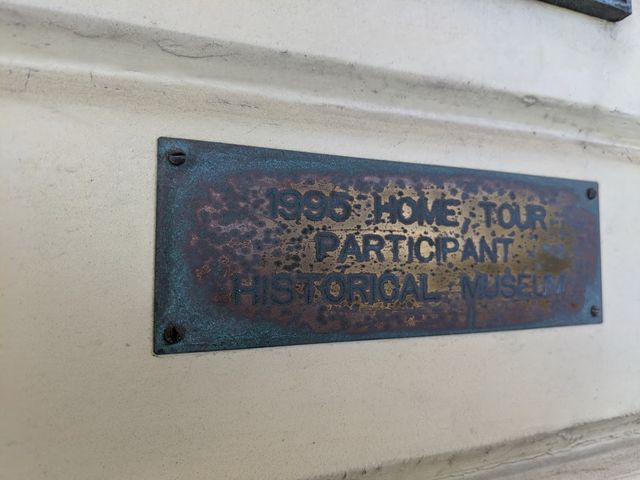 1995 HOME TOUR
PARTICIPANT
HISTORICAL MUSEUM